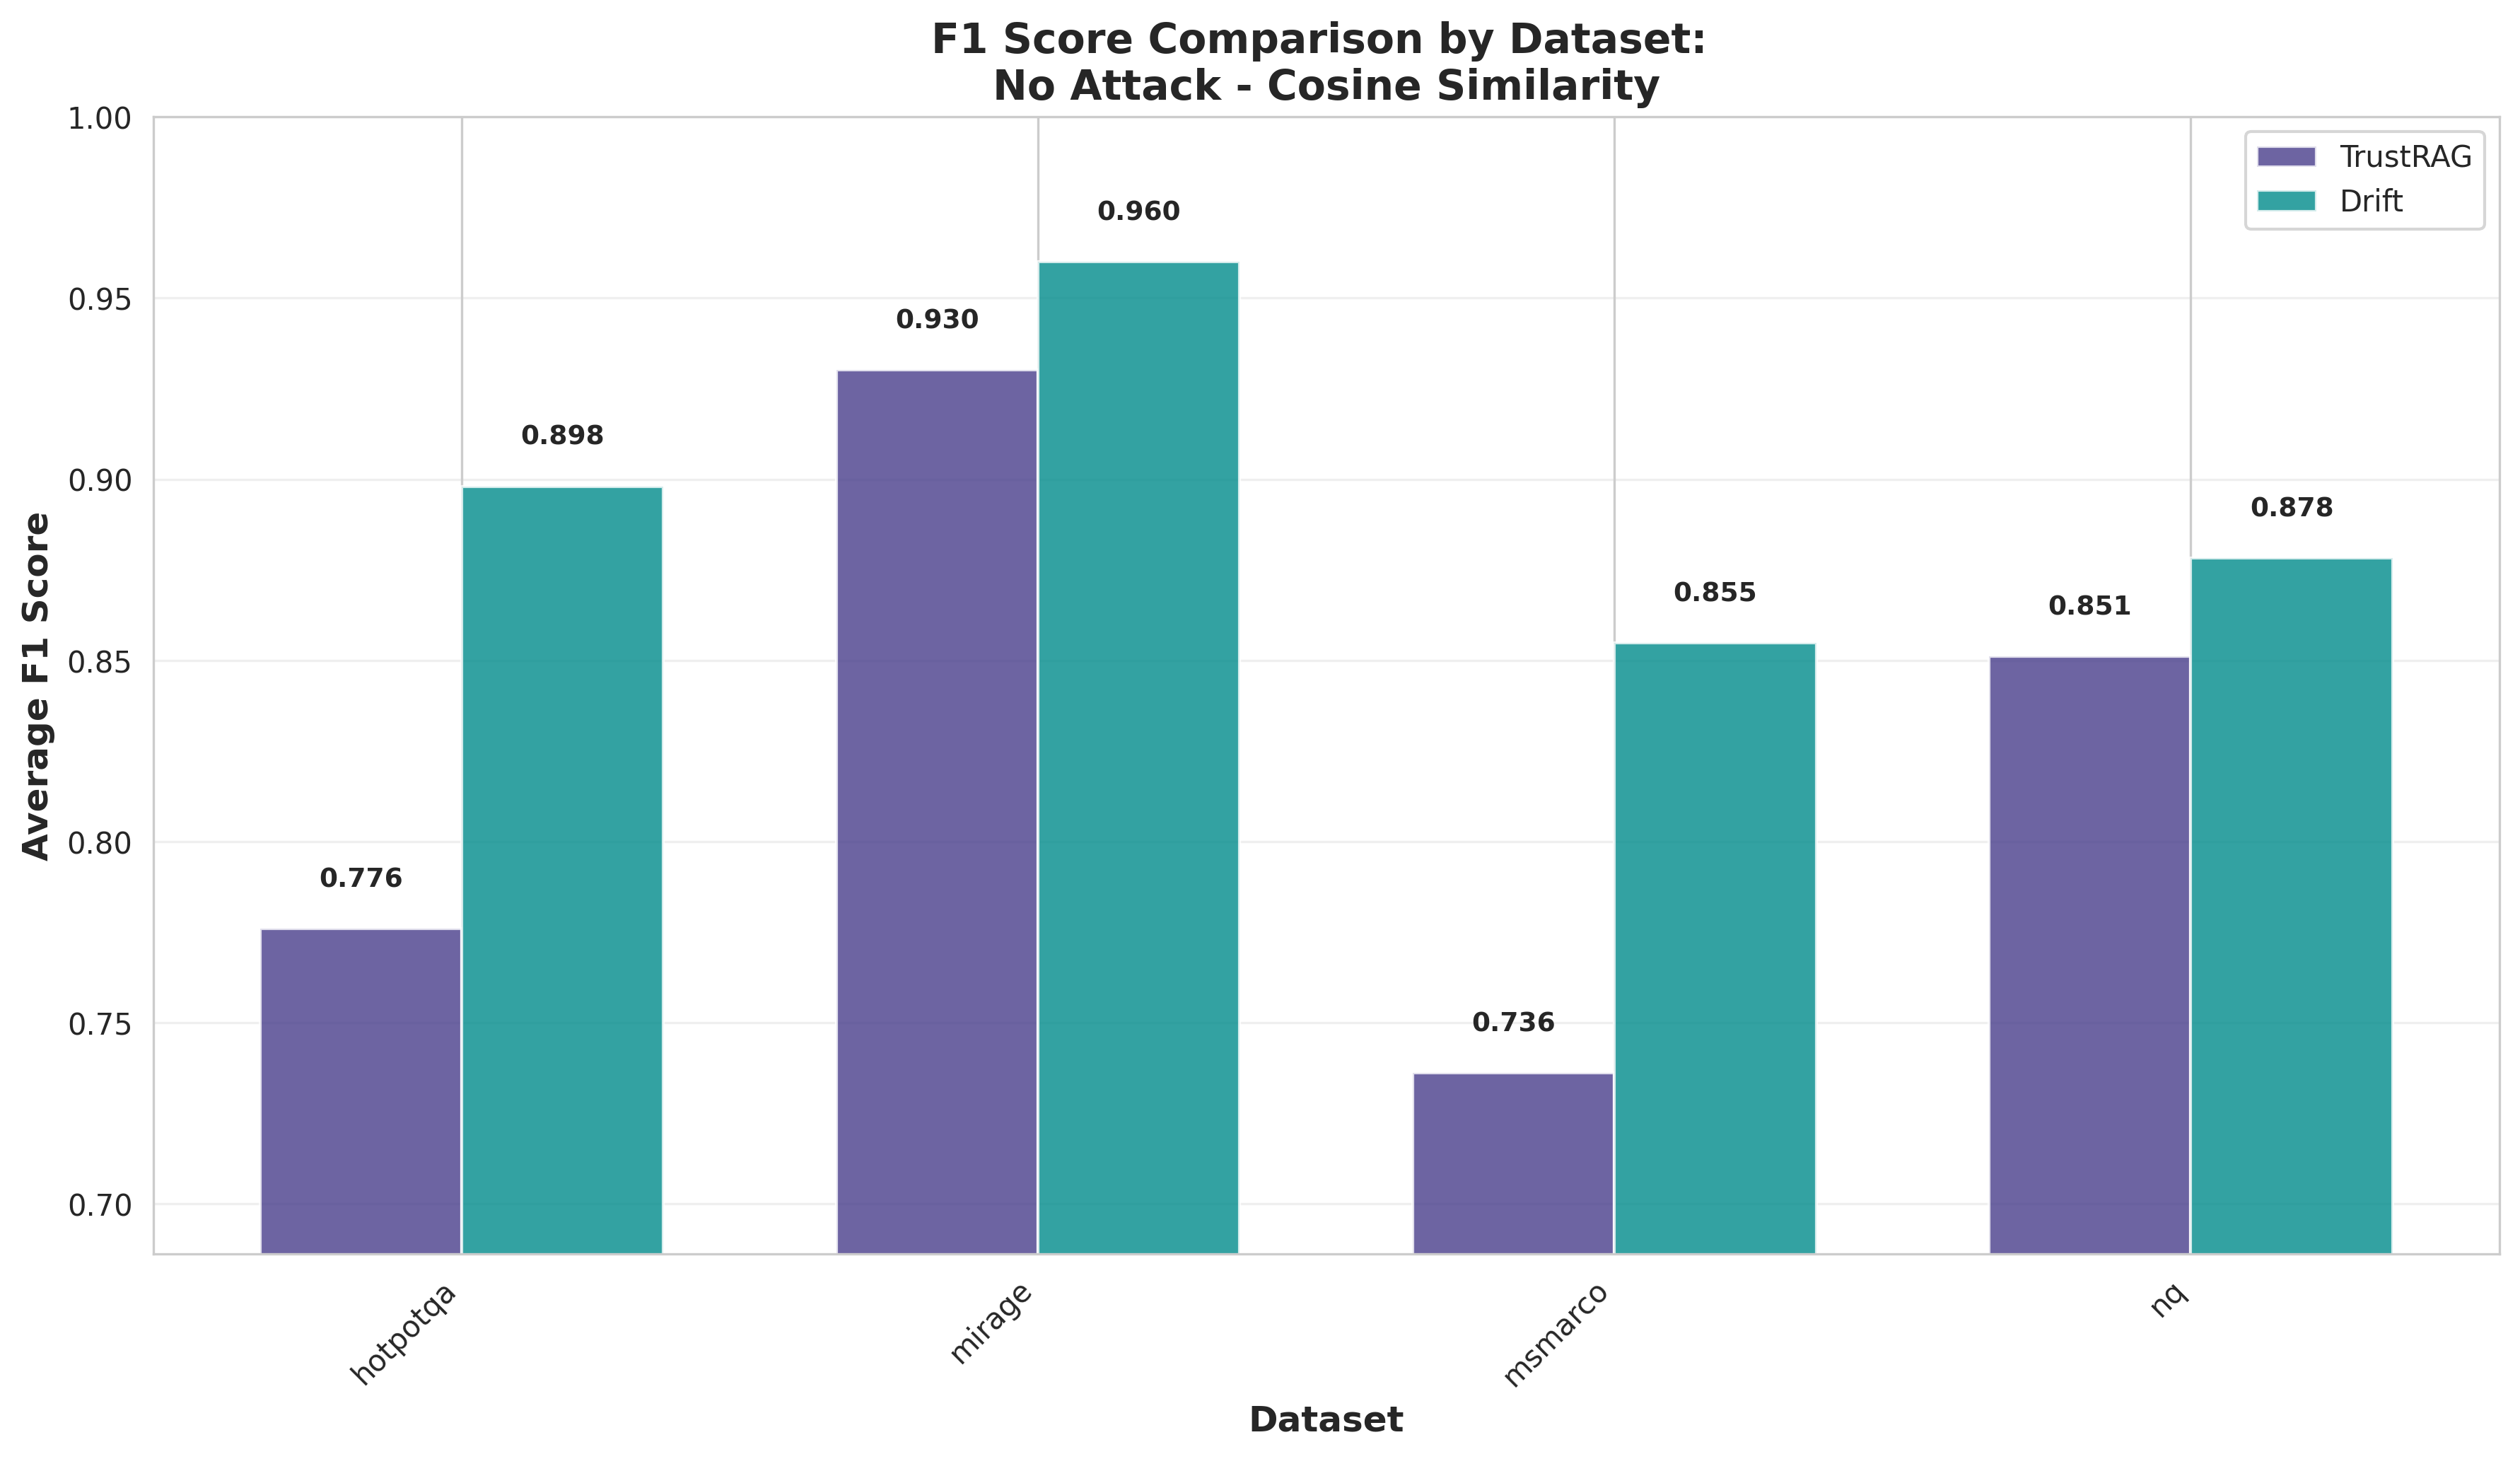 F1 Score Comparison by Dataset:
No Attack - Cosine Similarity
1.00
0.95
0.90
0.85
0.80
0.75
0.70
Average F1 Score
TrustRAG
Drift
0.776
0.898
0.930
0.960
0.736
0.855
0.851
0.878
hotpotqa
mirage
msmarco
nq
Dataset